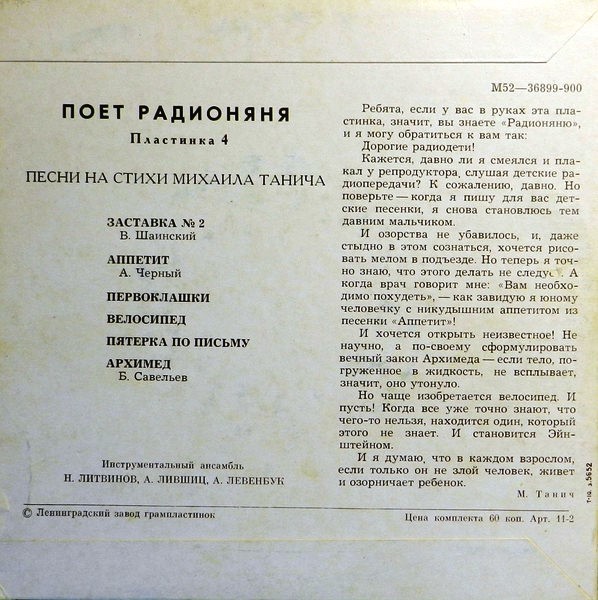 М52—36899-900
ПОЕТ РАДИОНЯНЯ
Пластинка 4
ПЕСНИ НА СТИХИ МИХАИЛА ТАНИЧА
ЗАСТАВКА № 2
В. Шаинский
АППЕТИТ
А. Черный
ПЕРВОКЛАШКИ
ВЕЛОСИПЕД
ПЯТЕРКА ПО ПИСЬМУ
АРХИМЕД
Б. Савельев
Инструментальный ансамбль
Н. ЛИТВИНОВ, А. ЛИВШИЦ, А. ЛЕВЕНБУК
Ребята, если у вас в руках эта пла-
стинка, значит, вы знаете «Радионяню»,
и я могу обратиться к вам так:
Дорогие радиодети!
Кажется, давно ли я смеялся и пла-
кал у репродуктора, слушая детские ра-
диопередачи? К сожалению, давно. Но
поверьте — когда я пишу для вас дет-
ские песенки, я снова становлюсь тем
давним мальчиком.
И озорства не убавилось, и, даже
стыдно в этом сознаться, хочется рисо-
вать мелом в подъезде. Но теперь я точ-
но знаю, что этого делать не следует. А
когда врач говорит мне: «Вам необхо-
димо похудеть», — как завидую я юному
человечку с никудышним аппетитом из
песенки «Аппетит»!
И хочется открыть неизвестное! Не
научно, а по-своему сформулировать
вечный закон Архимеда — если тело, по-
груженное в жидкость, не всплывает,
значит, оно утонуло.
Но чаще изобретается велосипед. И
пусть! Когда все уже точно знают, что
чего-то нельзя, находится один, который
этого не знает. И становится Эйн-
штейном.
И я думаю, что в каждом взрослом,
если только он не злой человек, живет
и озорничает ребенок.
М. Танич
© Ленинградский завод грампластинок
Цена комплекта 60 коп. Арт. 11-2